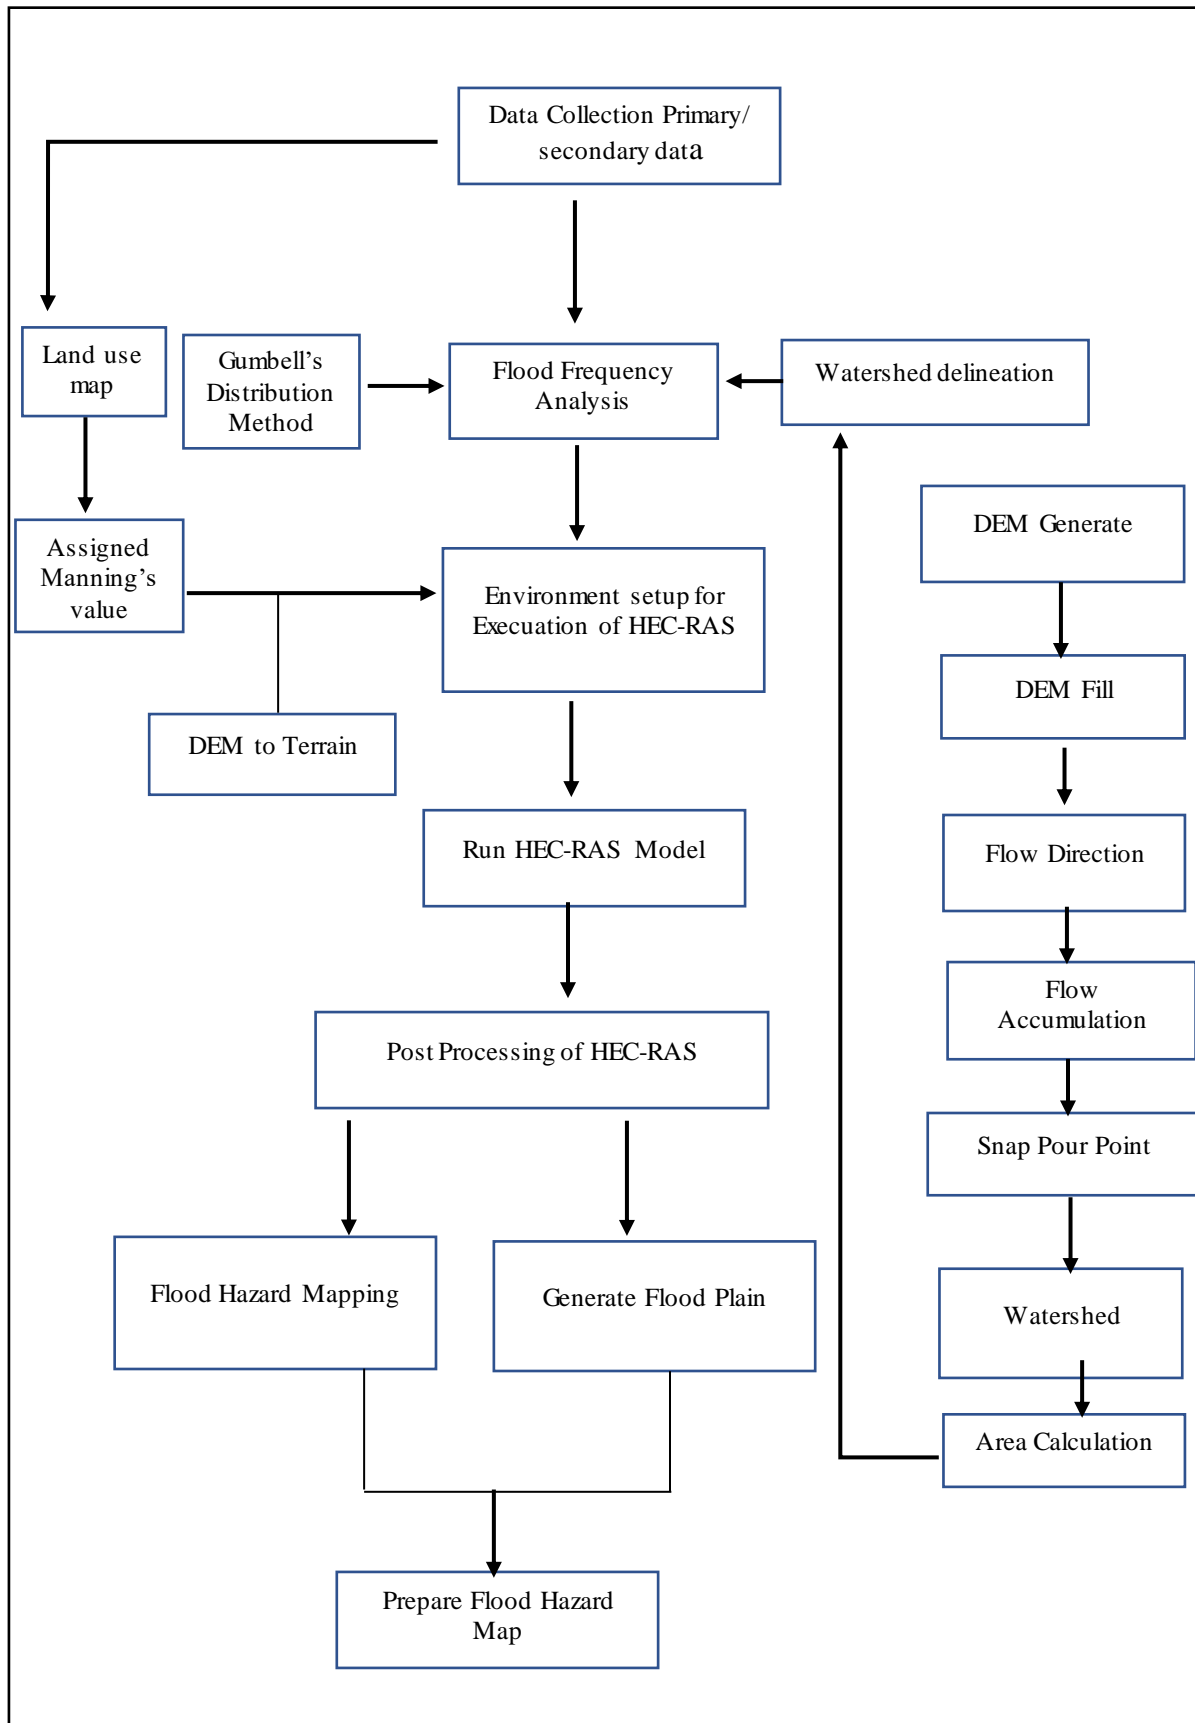 Data Collection Primary/
secondary data
Land use
map
Gumbell’s
Distribution
Method
Flood Frequency
Analysis
Watershed delineation
DEM Generate
Assigned
Manning’s
value
Environment setup for
Execuation of HEC-RAS
DEM Fill
DEM to Terrain
Run HEC-RAS Model
Flow Direction
Flow
Accumulation
Post Processing of HEC-RAS
Snap Pour Point
Flood Hazard Mapping
Generate Flood Plain
Watershed
Area Calculation
Prepare Flood Hazard
Map